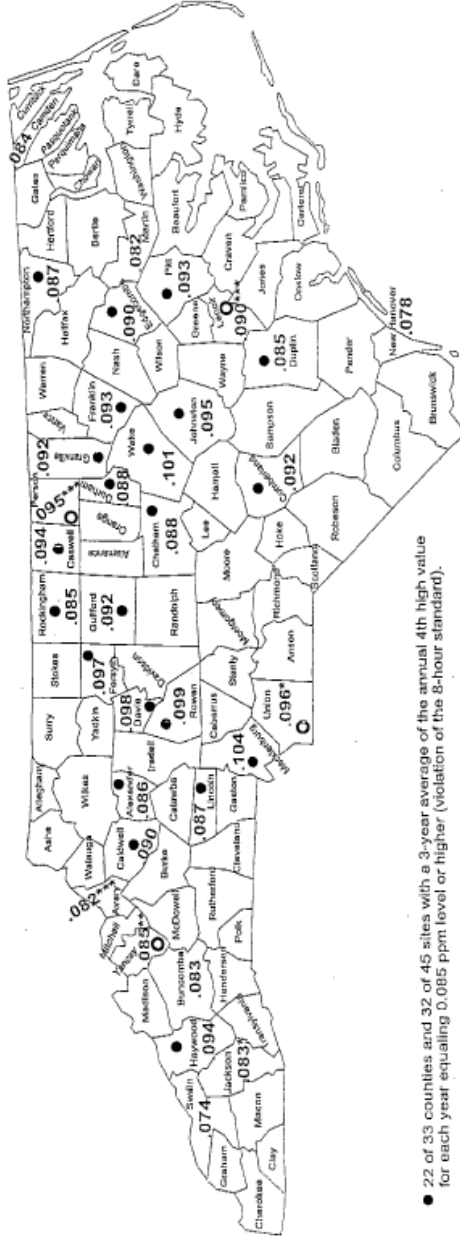 Cherokee
Graham
Clay
Swain
.074
Macon
Jackson
.083*
Haywood
.094
Transylvania
Madison
Buncombe
.083
Henderson
Polk
Mitchell
Yancey
.085**
.082***
Avery
McDowell
Rutherford
Ashe
Watauga
Caldwell
.090
Burke
Cleveland
Alleghany
Wilkes
Alexander
.086
Catawba
.087
Lincoln
Gaston
Surry
Yadkin
Iredell
.098
Davie
.099
Rowan
Cabarrus
.104
Mecklenburg
Stokes
.097
Forsyth
Davidson
Stanly
Union
.096*
Rockingham
.085
Guilford
.092
Randolph
Montgomery
Anson
.094
Caswell
Alamance
Orange
Chatham
.088
Lee
Moore
Richmond
Hoke
Scotland
Person
.095***
Durham
.088
.092
Granville
Vance
Wake
.101
Harnett
Cumberland
.092
Robeson
Warren
Franklin
.093
Johnston
.095
Sampson
Bladen
Columbus
Brunswick
Northampton
.087
Halifax
Nash
.090
Edgecombe
Wilson
Wayne
.085
Duplin
Pender
New Hanover
.078
Hertford
Bertie
.082
Martin
Pitt
.093
Greene
Lenoir
.090***
Jones
Onslow
Gates
Chowan
Perquimans
Pasquotank
Camden
Currituck
.084
Washington
Tyrrell
Dare
Beaufort
Hyde
Craven
Pamlico
Carteret
● 22 of 33 counties and 32 of 45 sites with a 3-year average of the annual 4th high value
for each year equaling 0.085 ppm level or higher (violation of the 8-hour standard).